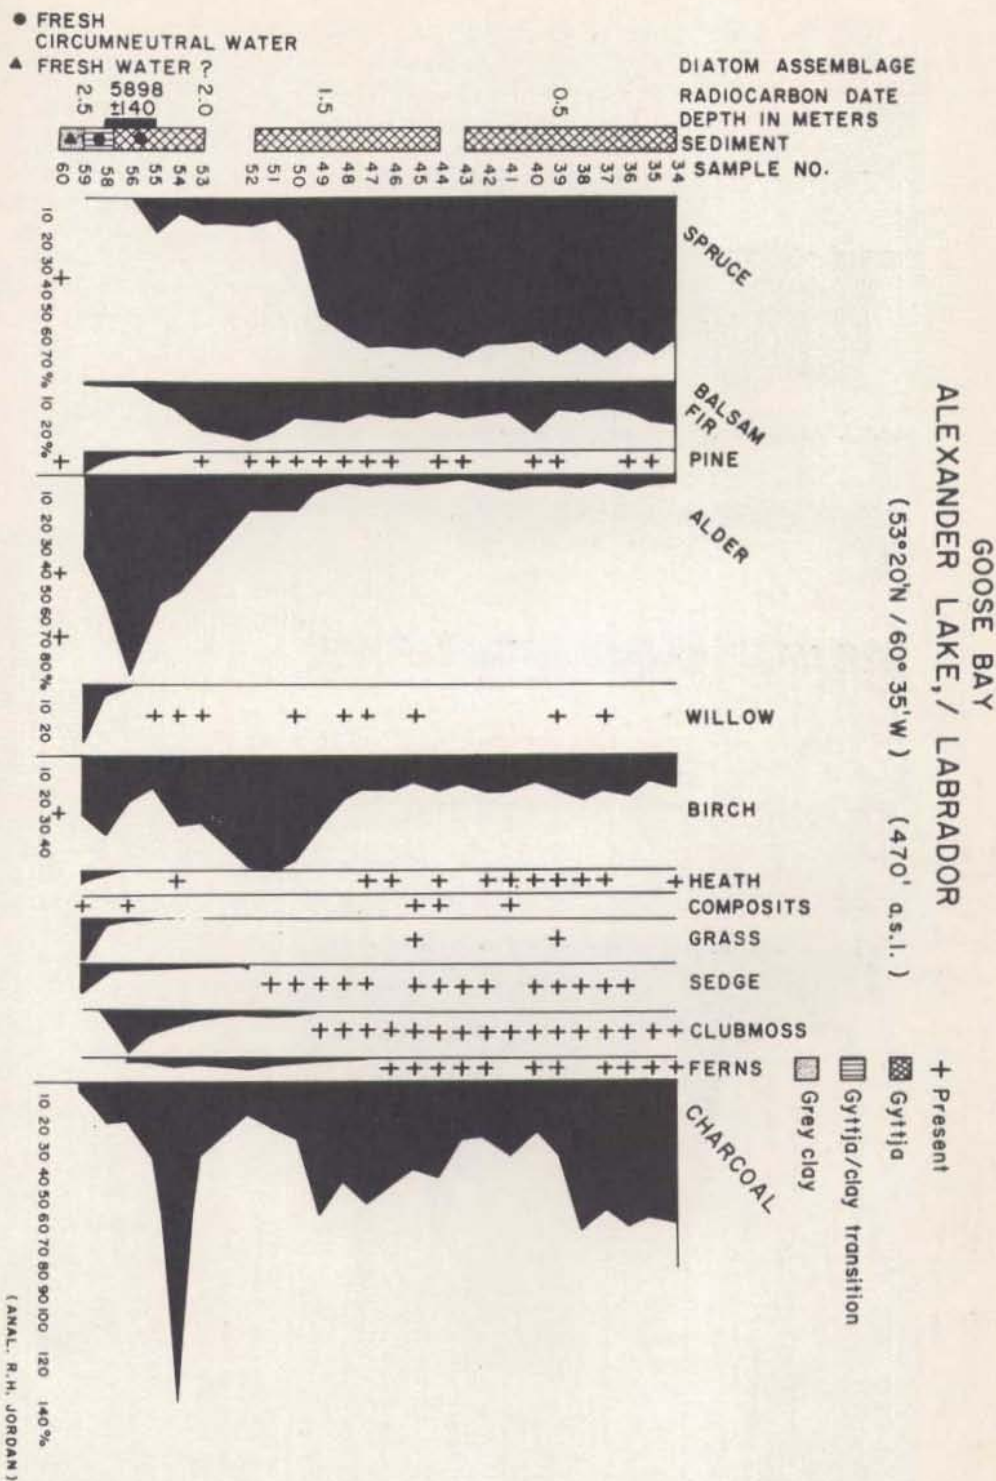 GOOSE BAY
ALEXANDER LAKE,/ LABRADOR
(53°20'N / 60° 35'W) (470' a.s.l.)
● FRESH
CIRCUMNEUTRAL WATER
▲ FRESH WATER ?
DIATOM ASSEMBLAGE
5898
±140
RADIOCARBON DATE
2.5 2.0 1.5 0.5
DEPTH IN METERS
SEDIMENT
60 59 58 56 55 54 53 52 51 50 49 48 47 46 45 44 43 42 41 40 39 38 37 36 35 34
SAMPLE NO.
SPRUCE
10 20 30 40 50 60 70 %
BALSAM
FIR
10 20%
PINE
ALDER
10 20 30 40 50 60 70 80 %
WILLOW
10 20
BIRCH
10 20 30 40
HEATH
COMPOSITS
GRASS
SEDGE
CLUBMOSS
FERNS
CHARCOAL
10 20 30 40 50 60 70 80 90 100 120 140%
+ Present
Gyttja
Gyttja/clay transition
Grey clay
(ANAL. R.H. JORDAN)